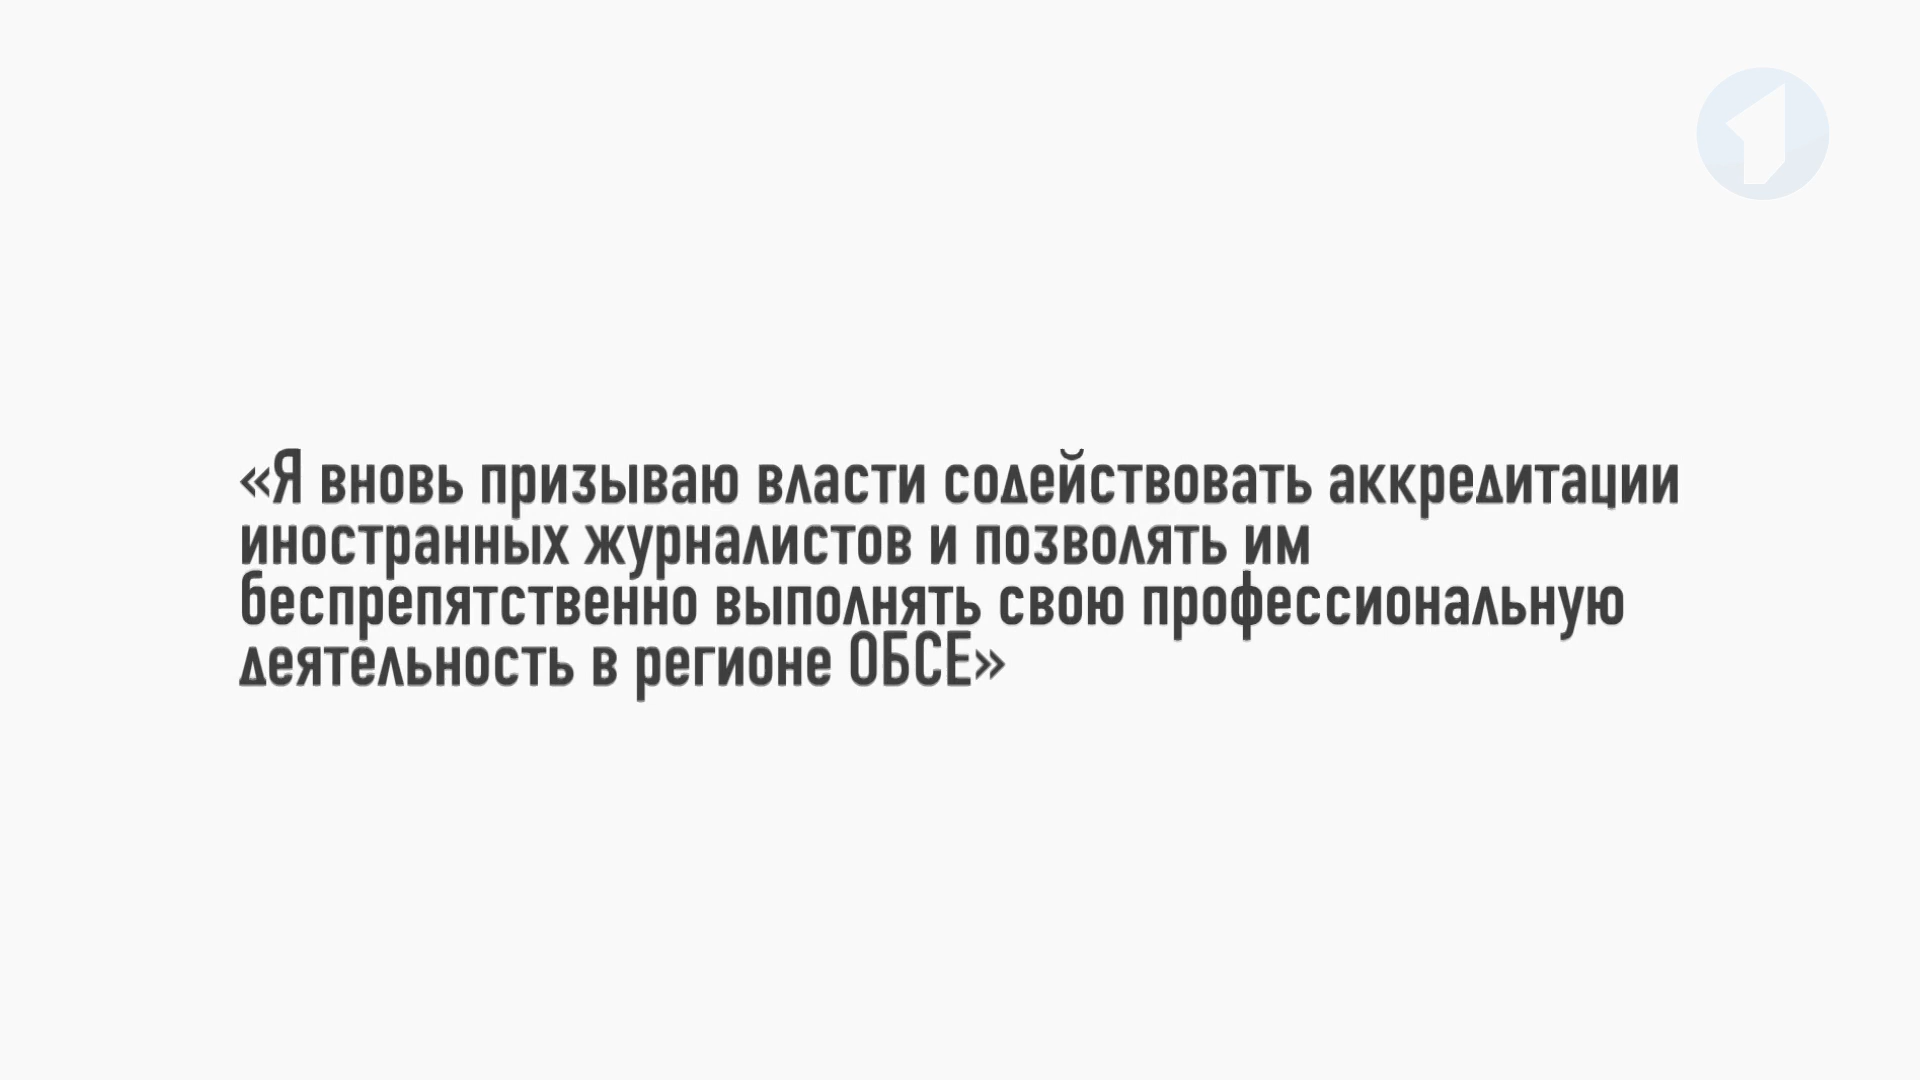 «Я вновь призываю власти содействовать аккредитации
иностранных журналистов и позволять им
беспрепятственно выполнять свою профессиональную
деятельность в регионе ОБСЕ»